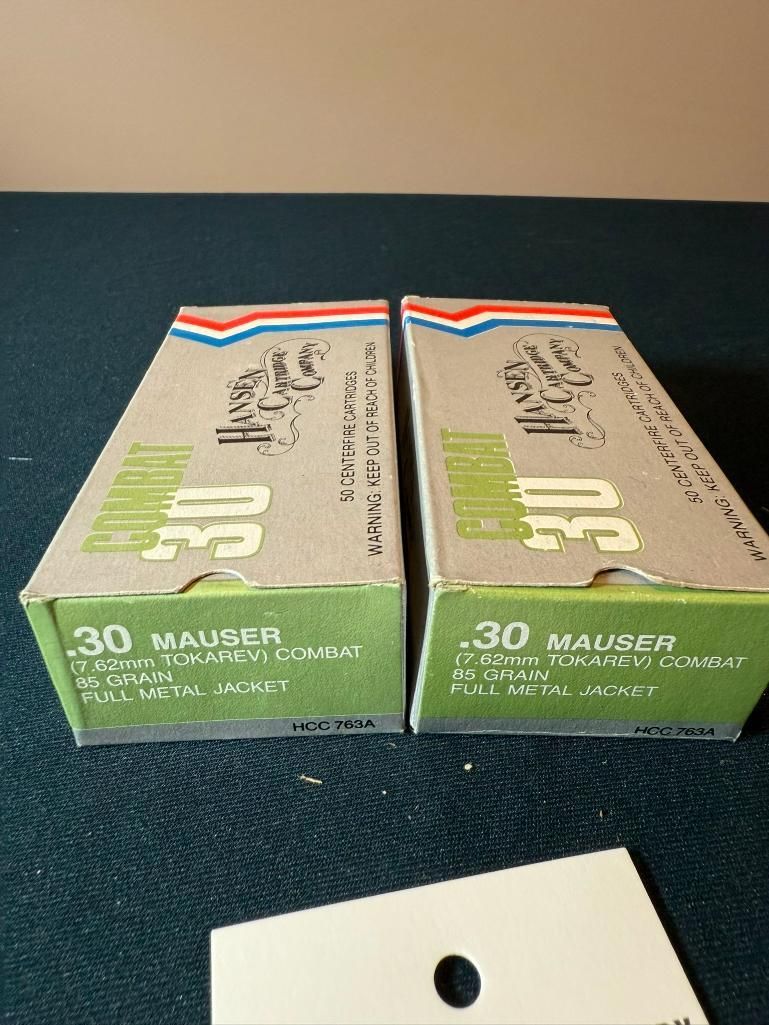 COMBAT
30
HANSEN
CARTRIDGE
COMPANY
50 CENTERFIRE CARTRIDGES
WARNING: KEEP OUT OF REACH OF CHILDREN
.30 MAUSER
(7.62mm TOKAREV) COMBAT
85 GRAIN
FULL METAL JACKET
HCC 763A
COMBAT
30
HANSEN
CARTRIDGE
COMPANY
50 CENTERFIRE CARTRIDGES
WARNING: KEEP OUT OF REACH OF CHILDREN
.30 MAUSER
(7.62mm TOKAREV) COMBAT
85 GRAIN
FULL METAL JACKET
HCC 763A